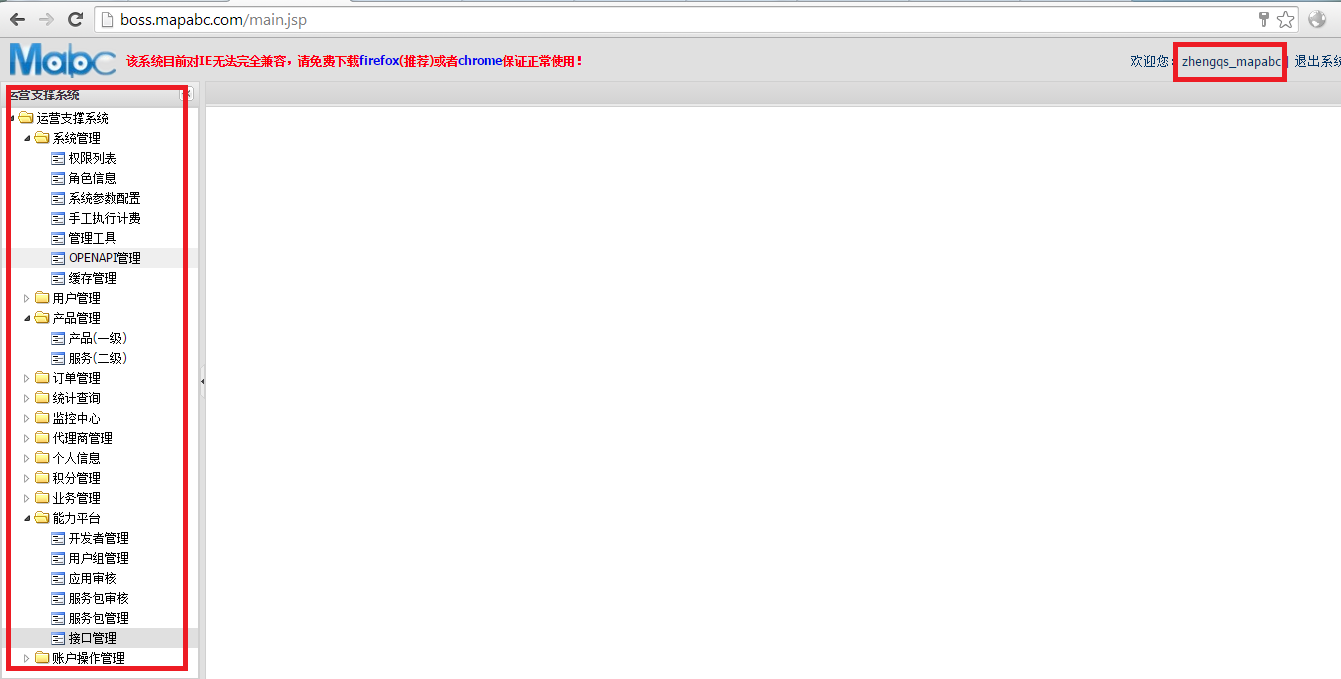 boss.mapabc.com/main.jsp
Mabc
该系统目前对IE无法完全兼容，请免费下载firefox(推荐)或者chrome保证正常使用！
欢迎您: zhengqs_mapabc | 退出系统
运营支撑系统
运营支撑系统
系统管理
权限列表
角色信息
系统参数配置
手工执行计费
管理工具
OPENAPI管理
缓存管理
用户管理
产品管理
产品(一级)
服务(二级)
订单管理
统计查询
监控中心
代理商管理
个人信息
积分管理
业务管理
能力平台
开发者管理
用户组管理
应用审核
服务包审核
服务包管理
接口管理
账户操作管理